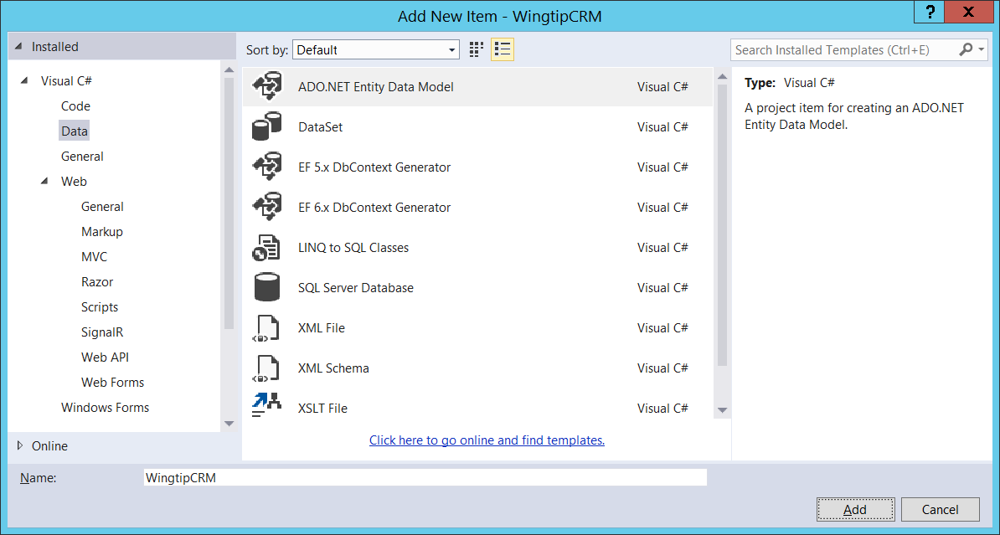 Add New Item - WingtipCRM
?
X
Installed
Sort by: Default
Search Installed Templates (Ctrl+E)
Visual C#
Code
Data
General
Web
General
Markup
MVC
Razor
Scripts
SignalR
Web API
Web Forms
Windows Forms
Online
ADO.NET Entity Data Model Visual C#
DataSet Visual C#
EF 5.x DbContext Generator Visual C#
EF 6.x DbContext Generator Visual C#
LINQ to SQL Classes Visual C#
SQL Server Database Visual C#
XML File Visual C#
XML Schema Visual C#
XSLT File Visual C#
Click here to go online and find templates.
Type: Visual C#
A project item for creating an ADO.NET
Entity Data Model.
Name: WingtipCRM
Add
Cancel